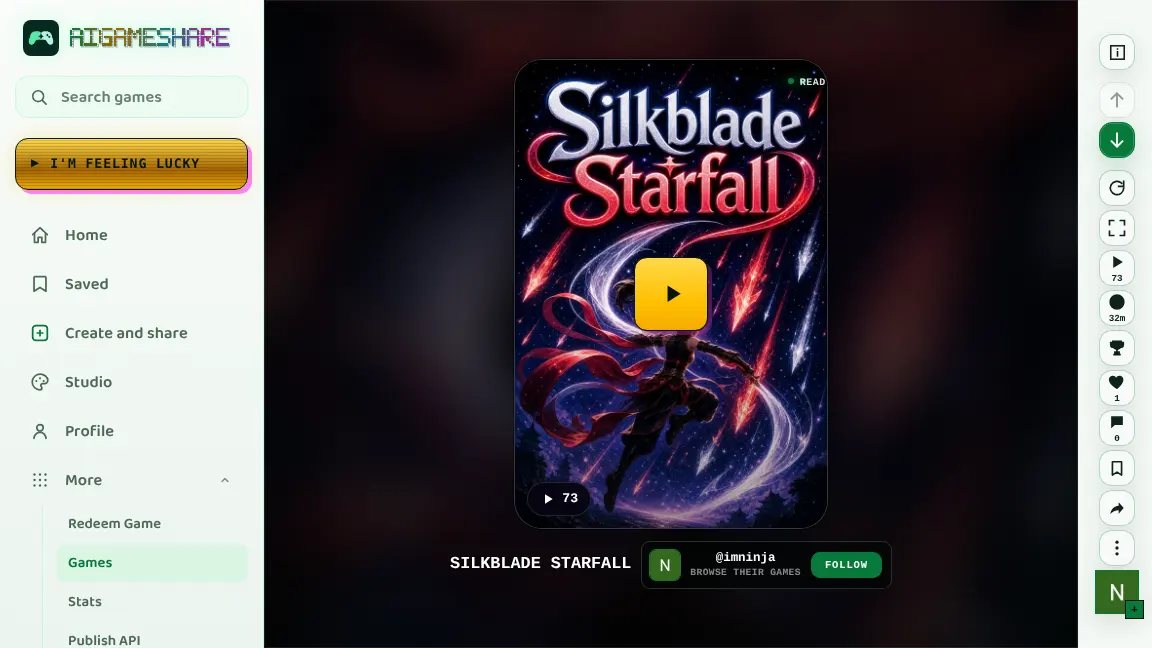 AIGAMESHARE
Search games
I'M FEELING LUCKY
Home
Saved
Create and share
Studio
Profile
More
Redeem Game
Games
Stats
Publish API
Silkblade
Starfall
READ
73
SILKBLADE STARFALL
N
@imninja
BROWSE THEIR GAMES
FOLLOW
73
32m
1
0
N
+